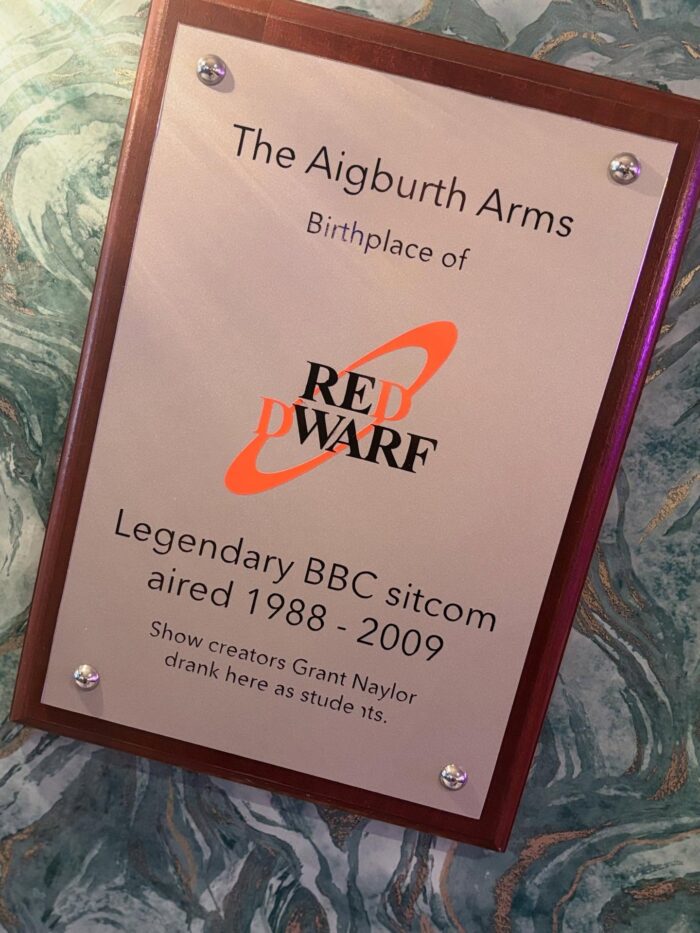 The Aigburth Arms
Birthplace of
RED
DWARF
Legendary BBC sitcom
aired 1988 - 2009
Show creators Grant Naylor
drank here as students.